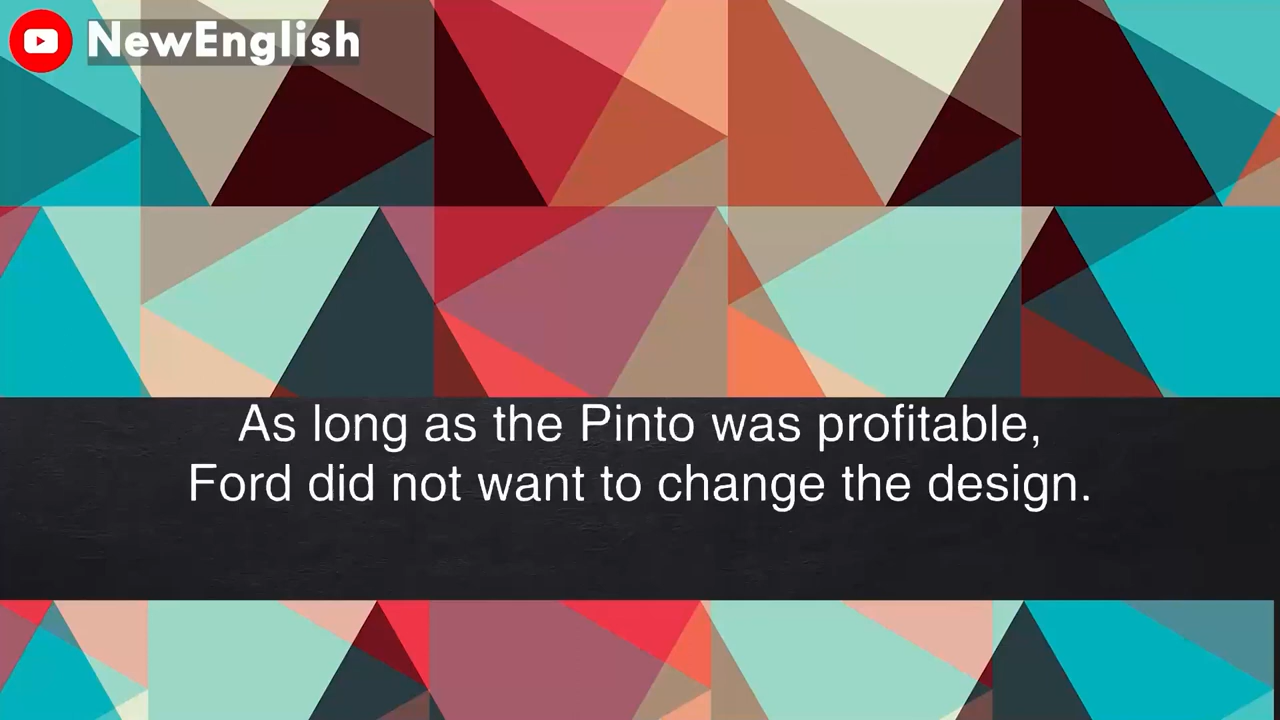 NewEnglish
As long as the Pinto was profitable,
Ford did not want to change the design.